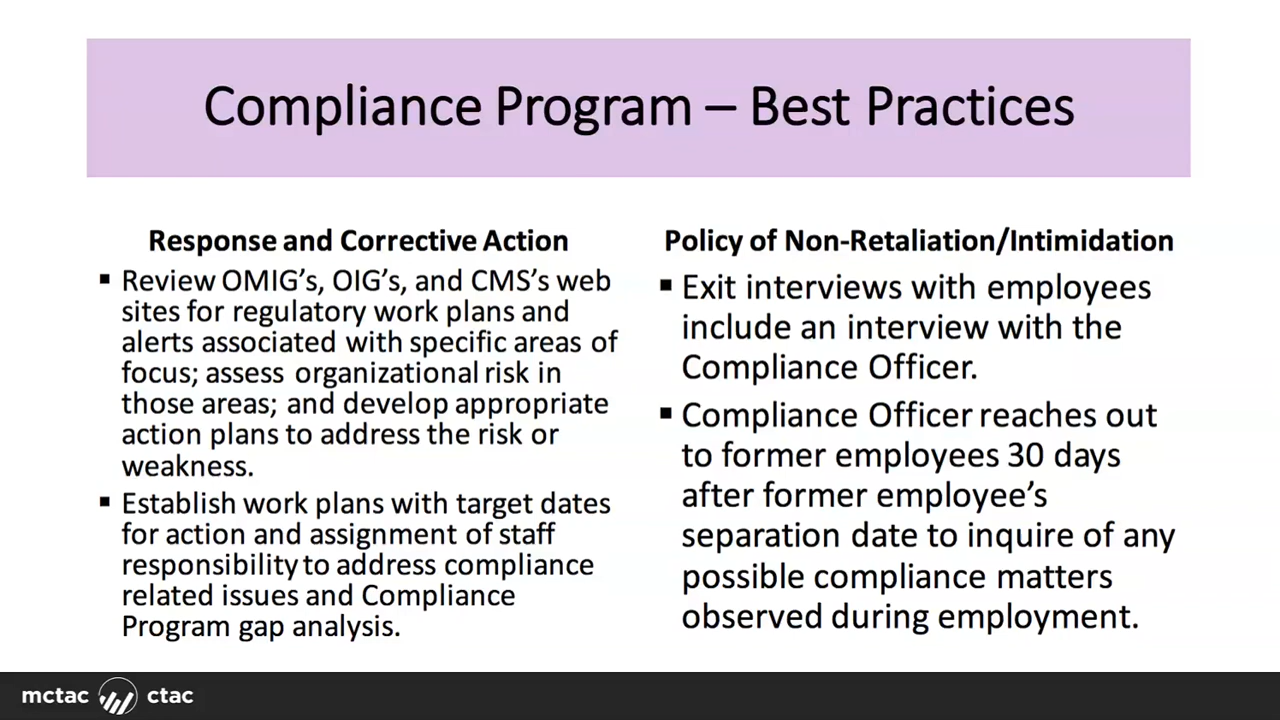 Compliance Program – Best Practices
Response and Corrective Action
▪ Review OMIG’s, OIG’s, and CMS’s web
sites for regulatory work plans and
alerts associated with specific areas of
focus; assess organizational risk in
those areas; and develop appropriate
action plans to address the risk or
weakness.
▪ Establish work plans with target dates
for action and assignment of staff
responsibility to address compliance
related issues and Compliance
Program gap analysis.
Policy of Non-Retaliation/Intimidation
▪ Exit interviews with employees
include an interview with the
Compliance Officer.
▪ Compliance Officer reaches out
to former employees 30 days
after former employee’s
separation date to inquire of any
possible compliance matters
observed during employment.
mctac ctac